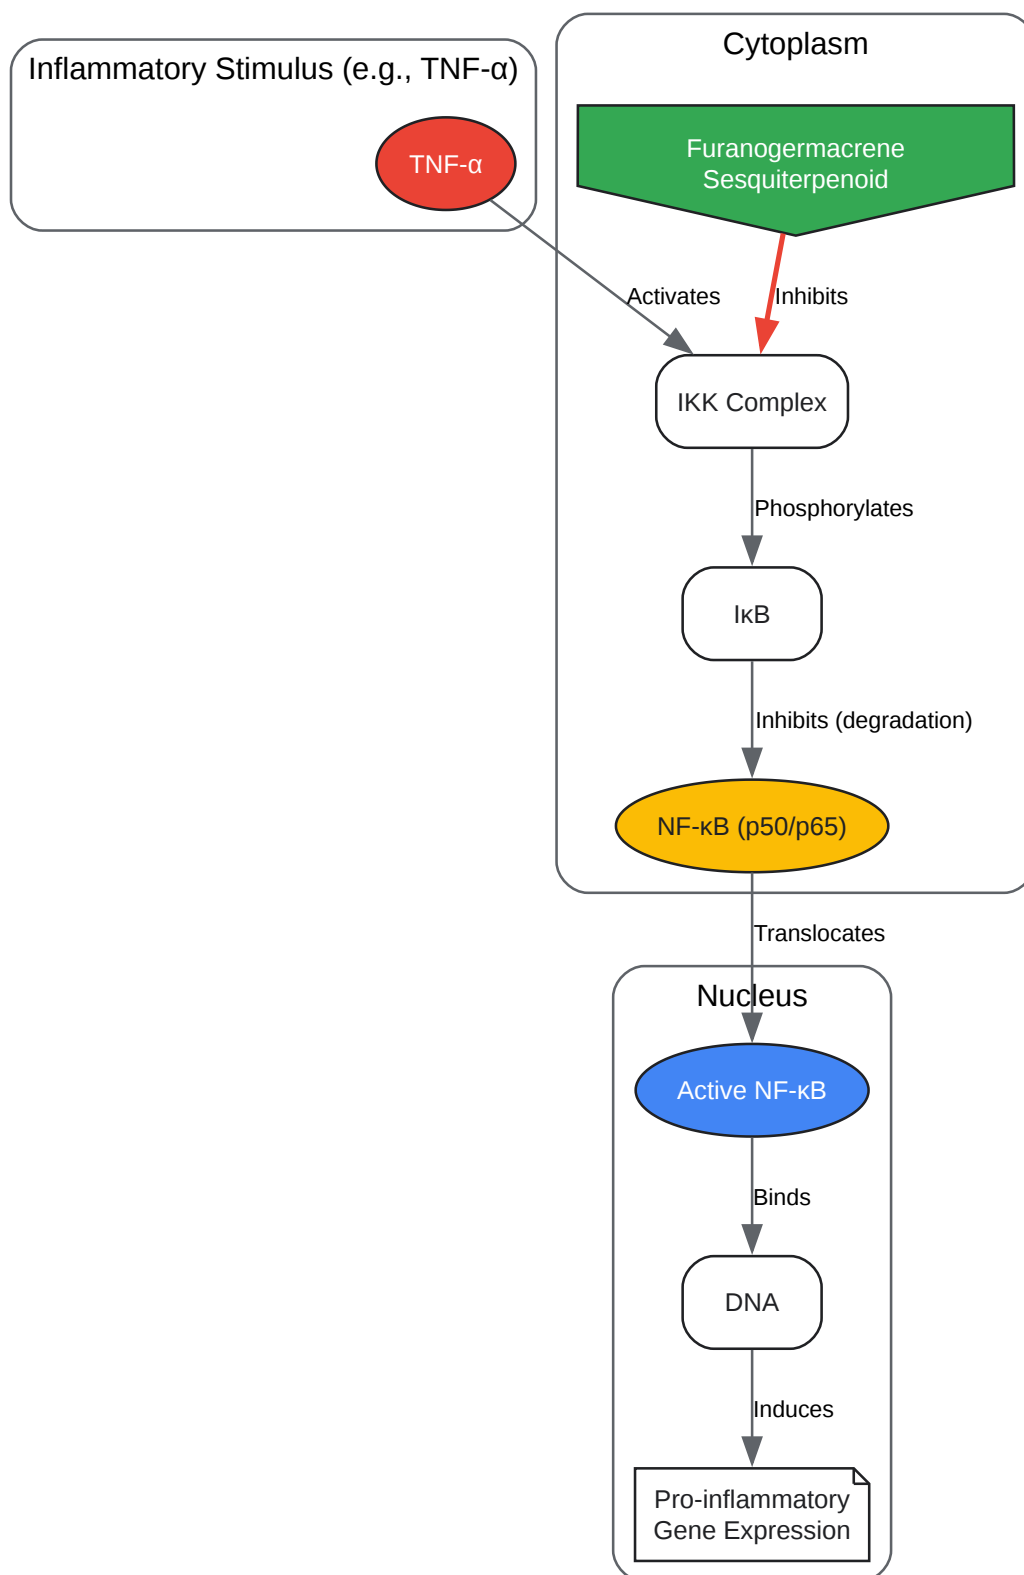 Inflammatory Stimulus (e.g., TNF-α)
TNF-α
Cytoplasm
Furanogermacrene
Sesquiterpenoid
Activates
Inhibits
IKK Complex
Phosphorylates
IκB
Inhibits (degradation)
NF-κB (p50/p65)
Translocates
Nucleus
Active NF-κB
Binds
DNA
Induces
Pro-inflammatory
Gene Expression